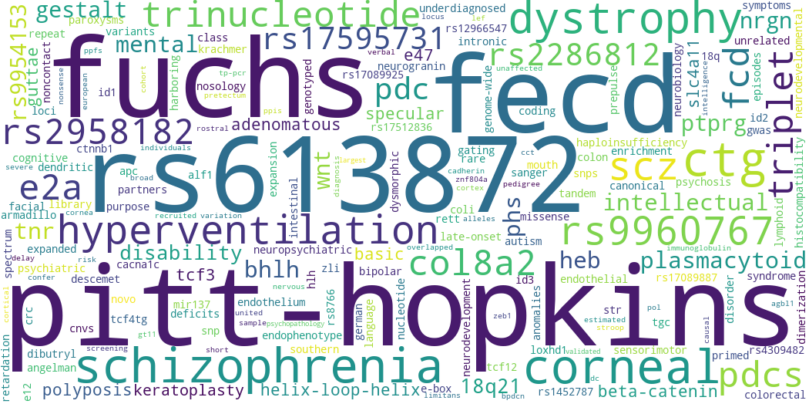 rs9954153
gestalt
paroxysms
repeat
trinucleotide
underdiagnosed
locus
lef
dystrophy
symptoms
nrgn
variants
class
mental
krachmer
rs17595731
e47
rs12966547
intronic
rs2286812
unrelated
18q
neurodevelopmental
guttae
noncontact
loci
nonsense
european
ppfs
id1
cohort
tp-pcr
nosology
harboring
genotyped
fuchs
verbal
neurogranin
rs17089925
pdc
unaffected
genome-wide
fecd
coding
prepulse
neurobiology
slc4a11
intelligence
fcd
episodes
triplet
id2
gwas
histocompatibility
rs2958182
ctnnb1
rostral
pretectum
ppis
adenomatous
specular
rs17512836
ptprg
haploinsufficiency
cognitive
dendritic
severe
individuals
broad
apc
alf1
expansion
wnt
diagnosis
cct
gating
rare
largest
mouth
colon
enrichment
snps
scz
ctg
psychosis
e2a
partners
rs613872
dysmorphic
cadherin
cortex
znf804a
sanger
tandem
canonical
facial
library
purpose
armadillo
cornea
recruited
variation
intestinal
coli
rett
alleles
pedigree
missense
phs
intellectual
lymphoid
tnr
hyperventilation
late-onset
autism
rs9960767
spectrum
delay
expanded
risk
disability
neuropsychiatric
basic
overlapped
col8a2
immunoglobulin
heb
plasmacytoid
psychiatric
cacna1c
bhlh
tcf3
hlh
zli
bipolar
endothelial
rs17089887
syndrome
confer
descemet
nervous
id3
cortical
novo
endothelium
rs8766
german
language
nucleotide
neurodevelopment
anomalies
str
pol
disorder
agbl1
dimerization
pitt-hopkins
crc
mir137
deficits
tcf4tg
snp
united
sample
endophenotype
psychopathology
zeb1
estimated
stroop
tgc
causal
cnvs
gt11
screening
short
southern
tcf12
loxhd1
validated
sensorimotor
primed
rs4309482
retardation
angelman
dibutryl
schizophrenia
corneal
pdcs
e12
polyposis
keratoplasty
helix-loop-helix
e-box
limitans
18q21
bpdcn
dc
rs1452787
beta-catenin
colorectal